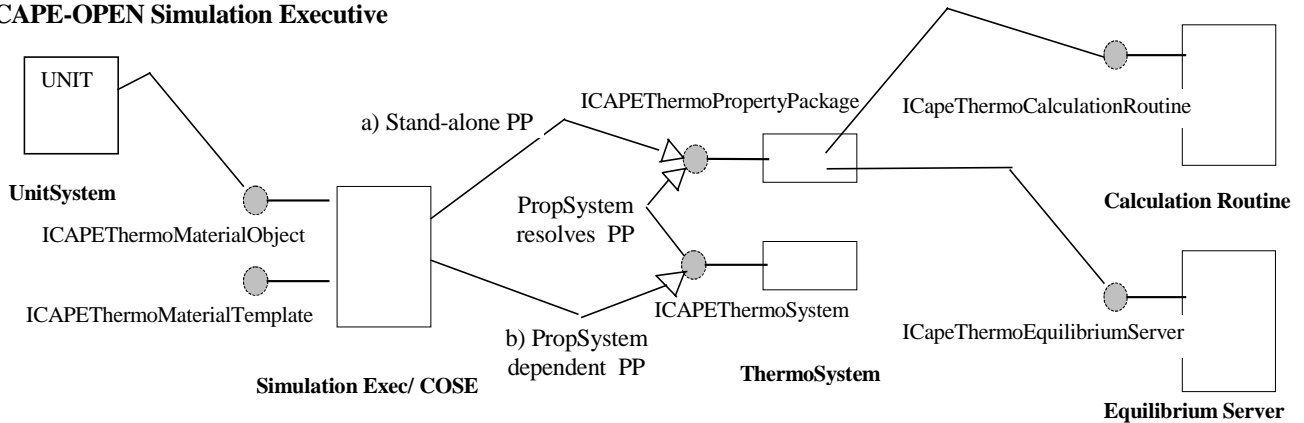 CAPE-OPEN Simulation Executive
UNIT
UnitSystem
ICAPEThermoMaterialObject
ICAPEThermoMaterialTemplate
a) Stand-alone PP
PropSystem
resolves PP
b) PropSystem
dependent PP
Simulation Exec/ COSE
ICAPEThermoPropertyPackage
ICAPEThermoSystem
ThermoSystem
ICapeThermoCalculationRoutine
Calculation Routine
ICapeThermoEquilibriumServer
Equilibrium Server